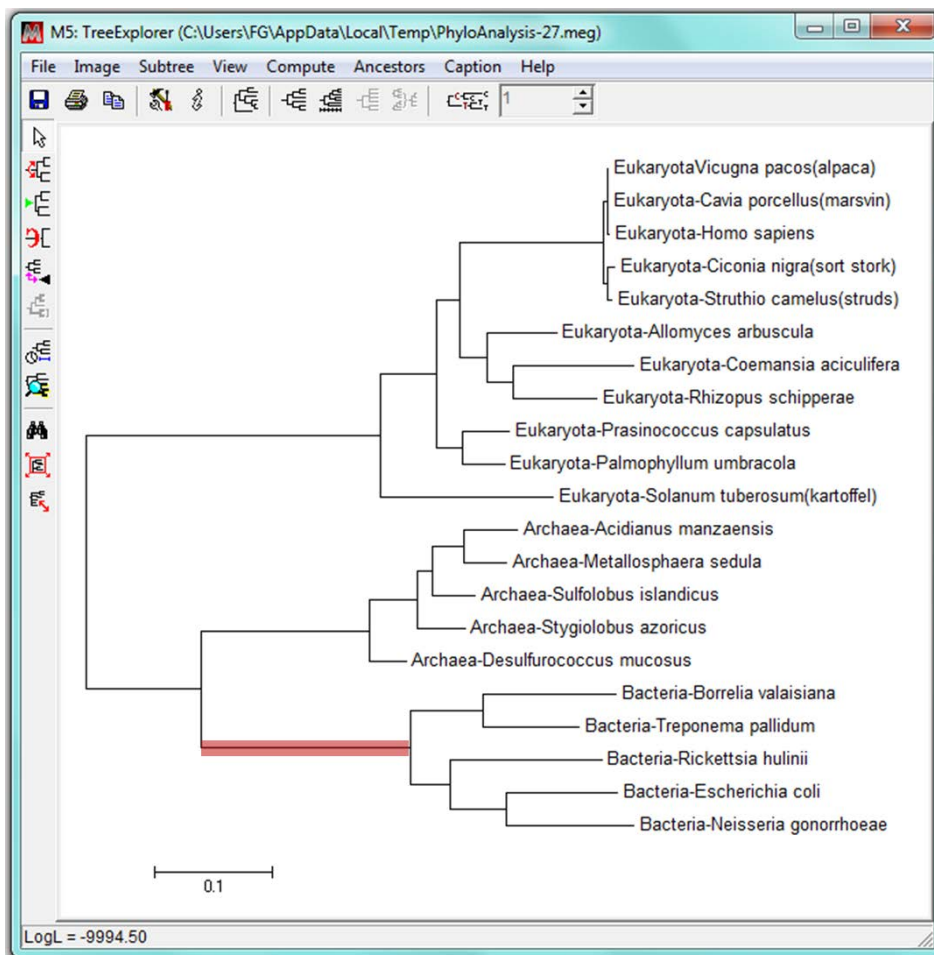 M5: TreeExplorer (C:\Users\FG\AppData\Local\Temp\PhyloAnalysis-27.meg)
File Image Subtree View Compute Ancestors Caption Help
1
EukaryotaVicugna pacos(alpaca)
Eukaryota-Cavia porcellus(marsvin)
Eukaryota-Homo sapiens
Eukaryota-Ciconia nigra(sort stork)
Eukaryota-Struthio camelus(struds)
Eukaryota-Allomyces arbuscula
Eukaryota-Coemansia aciculifera
Eukaryota-Rhizopus schipperae
Eukaryota-Prasinococcus capsulatus
Eukaryota-Palmophyllum umbracola
Eukaryota-Solanum tuberosum(kartoffel)
Archaea-Acidianus manzaensis
Archaea-Metallosphaera sedula
Archaea-Sulfolobus islandicus
Archaea-Stygiolobus azoricus
Archaea-Desulfurococcus mucosus
Bacteria-Borrelia valaisiana
Bacteria-Treponema pallidum
Bacteria-Rickettsia hulinii
Bacteria-Escherichia coli
Bacteria-Neisseria gonorrhoeae
0.1
LogL = -9994.50